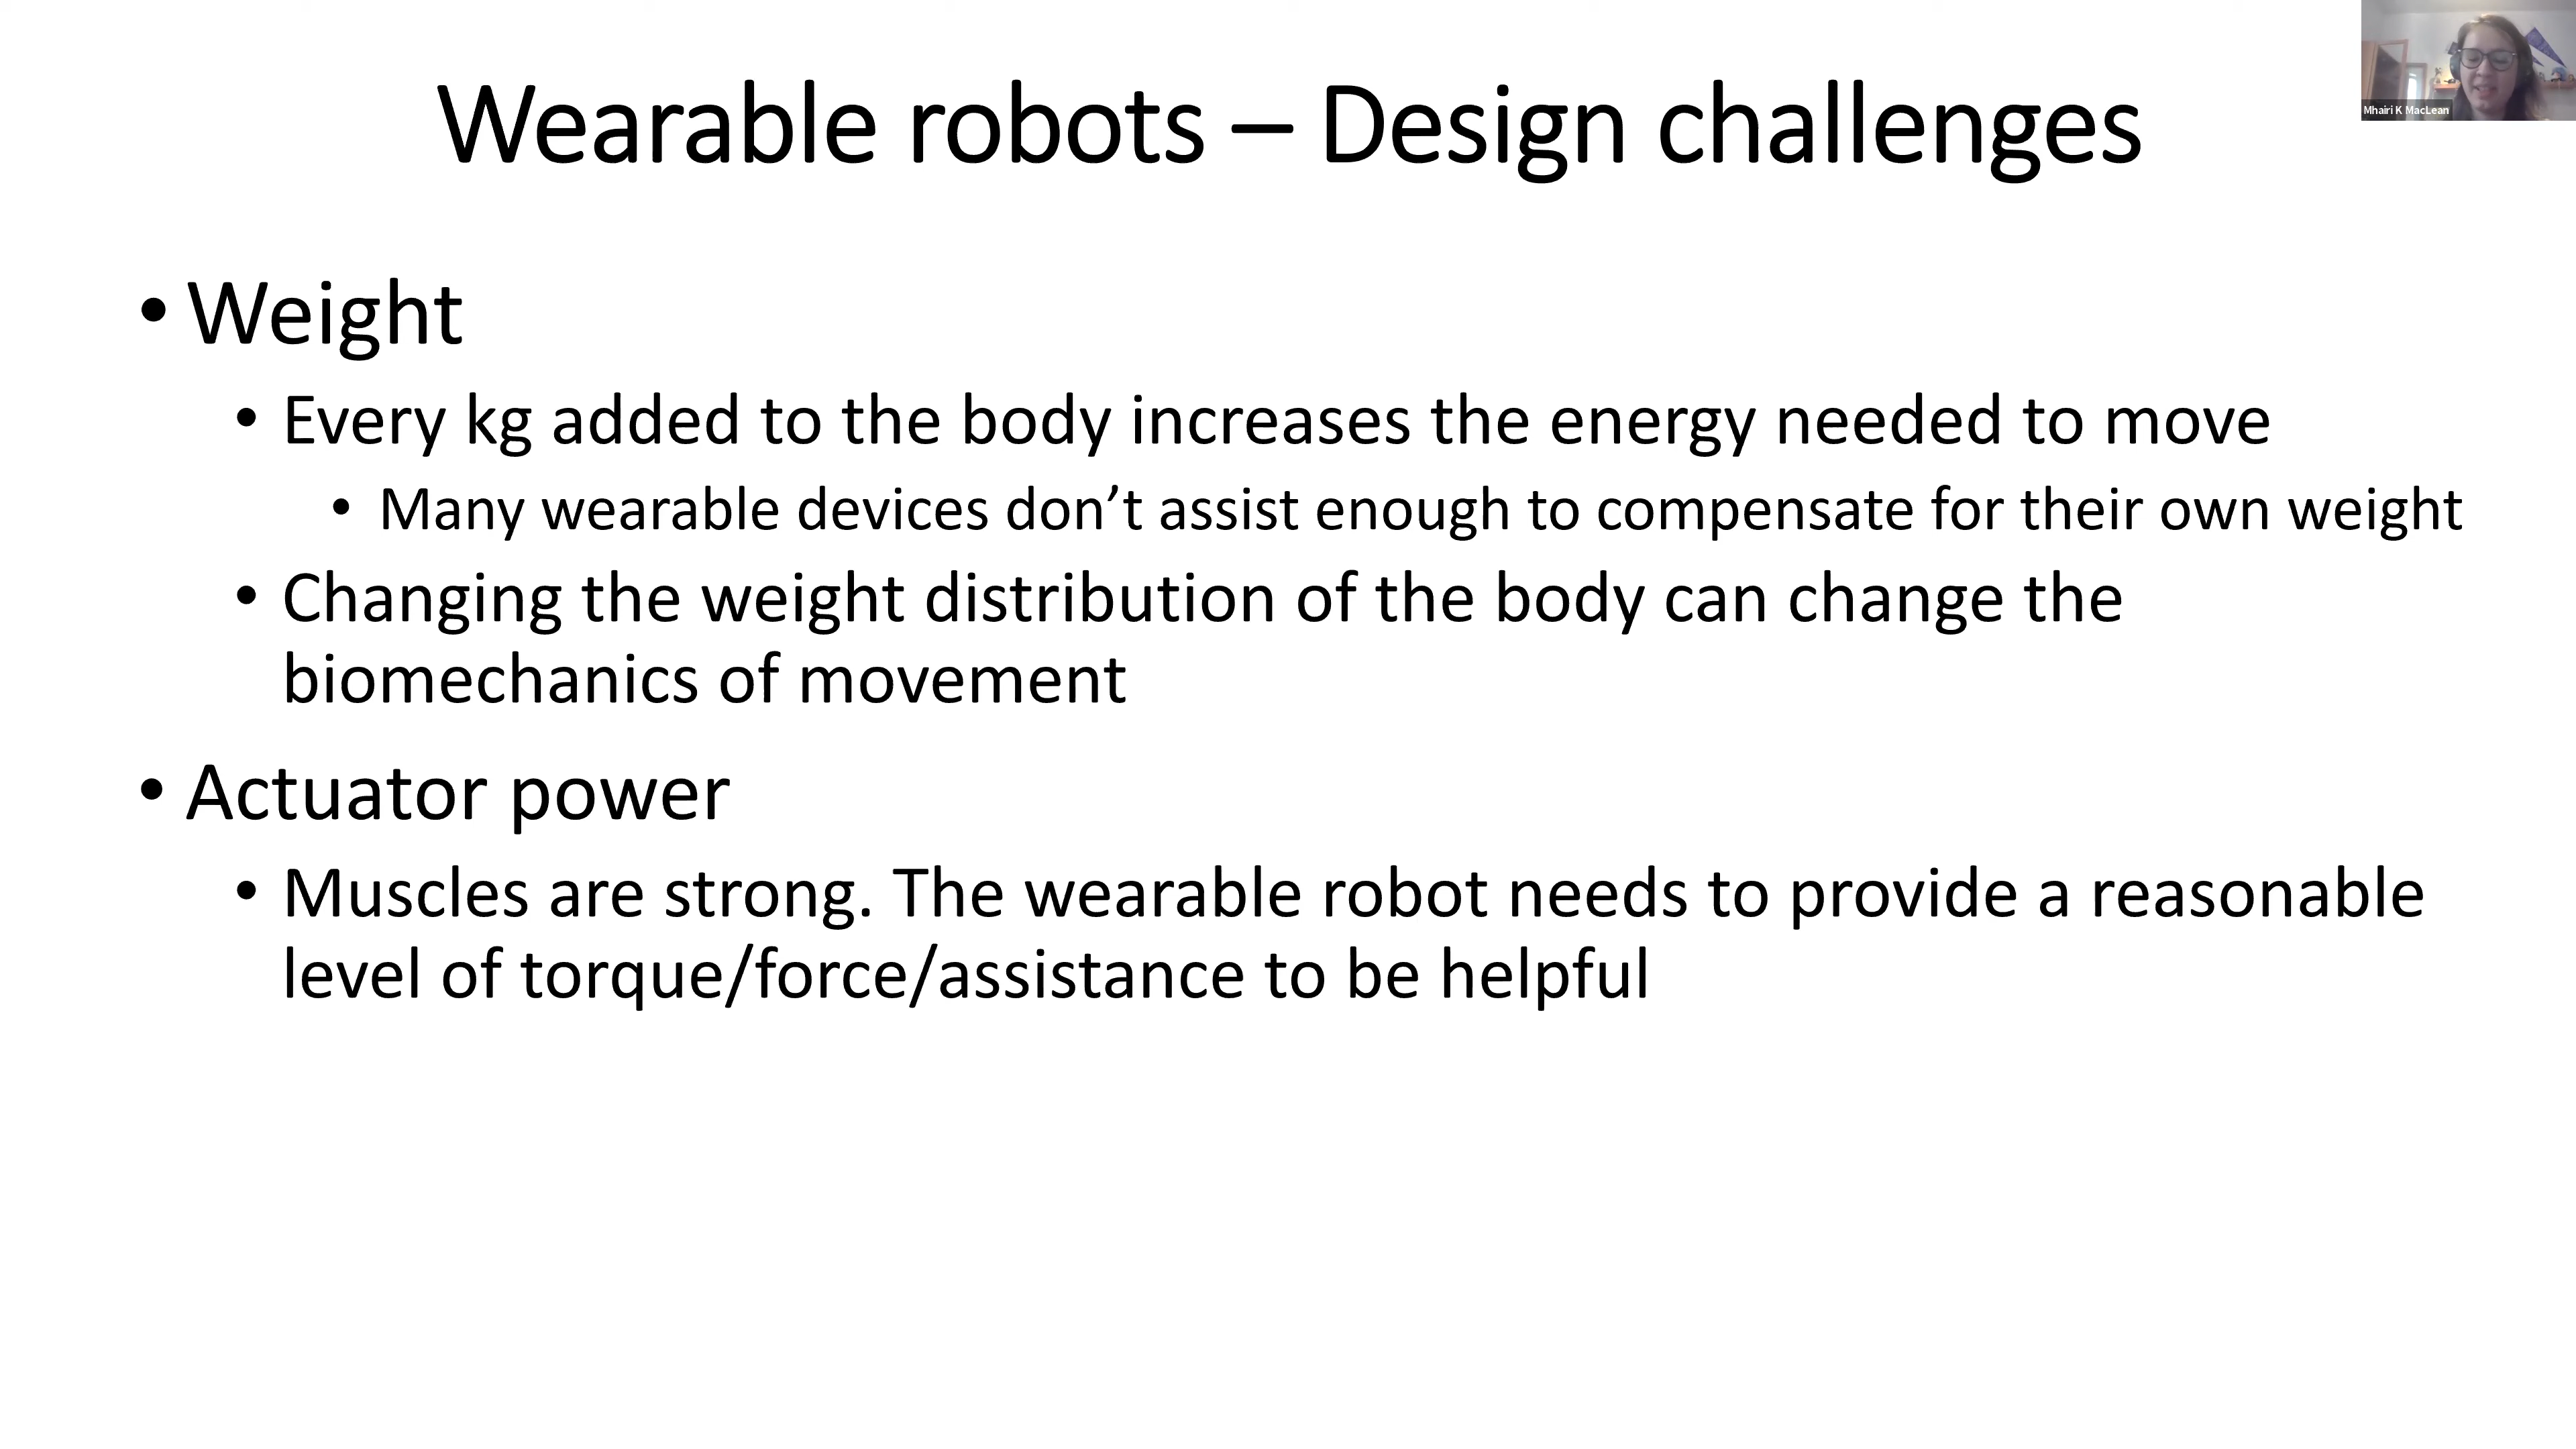 Wearable robots – Design challenges
Mhairi K MacLean
• Weight
• Every kg added to the body increases the energy needed to move
• Many wearable devices don’t assist enough to compensate for their own weight
• Changing the weight distribution of the body can change the
biomechanics of movement
• Actuator power
• Muscles are strong. The wearable robot needs to provide a reasonable
level of torque/force/assistance to be helpful